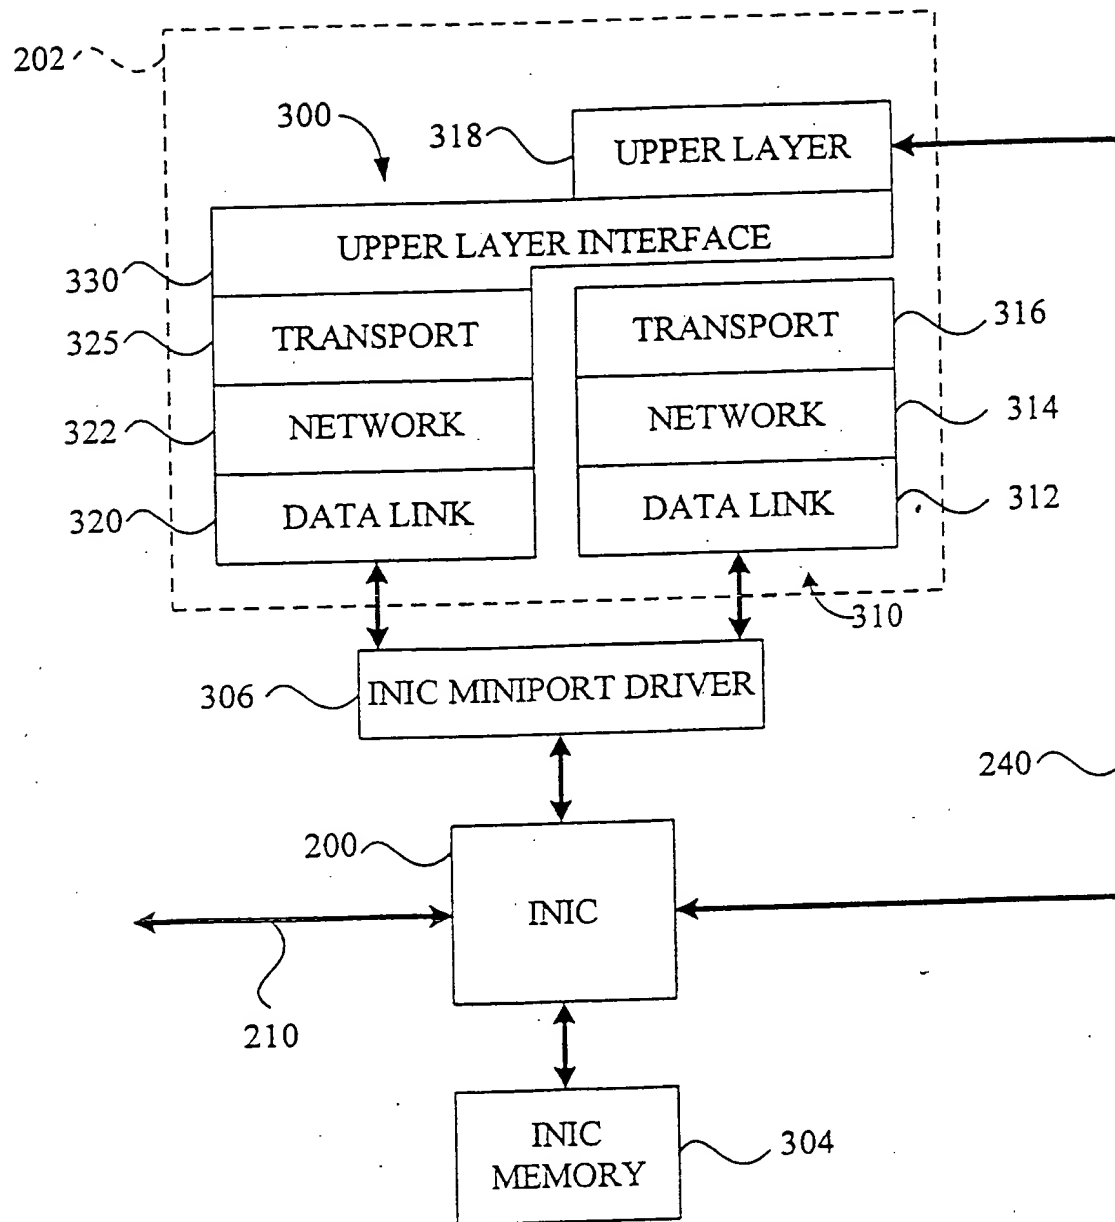 202
300
318
UPPER LAYER
UPPER LAYER INTERFACE
330
325
TRANSPORT
TRANSPORT
316
322
NETWORK
NETWORK
314
320
DATA LINK
DATA LINK
312
310
306
INIC MINIPORT DRIVER
240
200
INIC
210
INIC
MEMORY
304